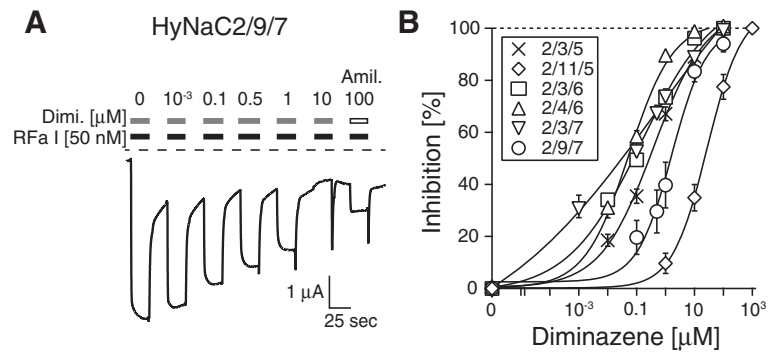 A
HyNaC2/9/7
Amil.
0 10⁻³ 0.1 0.5 1 10 100
Dimi. [μM]
RFa I [50 nM]
1 μA
25 sec
B
100
80
60
40
20
0
Inhibition [%]
2/3/5
2/11/5
2/3/6
2/4/6
2/3/7
2/9/7
0 10⁻³ 0.1 10 10³
Diminazene [μM]